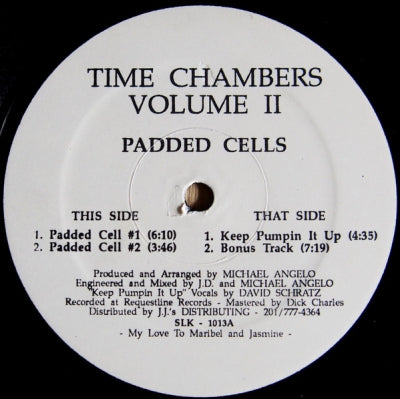 TIME CHAMBERS
VOLUME II
PADDED CELLS
THIS SIDE
1. Padded Cell #1 (6:10)
2. Padded Cell #2 (3:46)
THAT SIDE
1. Keep Pumpin It Up (4:35)
2. Bonus Track (7:19)
Produced and Arranged by MICHAEL ANGELO
Engineered and Mixed by J.D. and MICHAEL ANGELO
"Keep Pumpin It Up" Vocals by DAVID SCHRATZ
Recorded at Requestline Records - Mastered by Dick Charles
Distributed by J.J.'s DISTRIBUTING - 201/777-4364
SLK - 1013A
- My Love To Maribel and Jasmine -